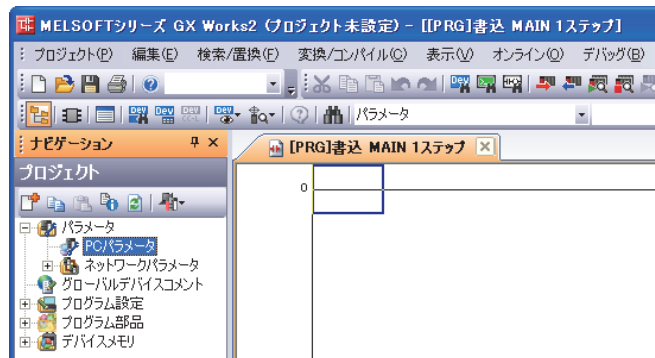 MELSOFTシリーズ GX Works2 (プロジェクト未設定) - [[PRG]書込 MAIN 1ステップ]
プロジェクト(P) 編集(E) 検索/置換(F) 変換/コンパイル(C) 表示(V) オンライン(O) デバッグ(B)
パラメータ
ナビゲーション
[PRG]書込 MAIN 1ステップ
プロジェクト
0
パラメータ
PCパラメータ
ネットワークパラメータ
グローバルデバイスコメント
プログラム設定
プログラム部品
デバイスメモリ